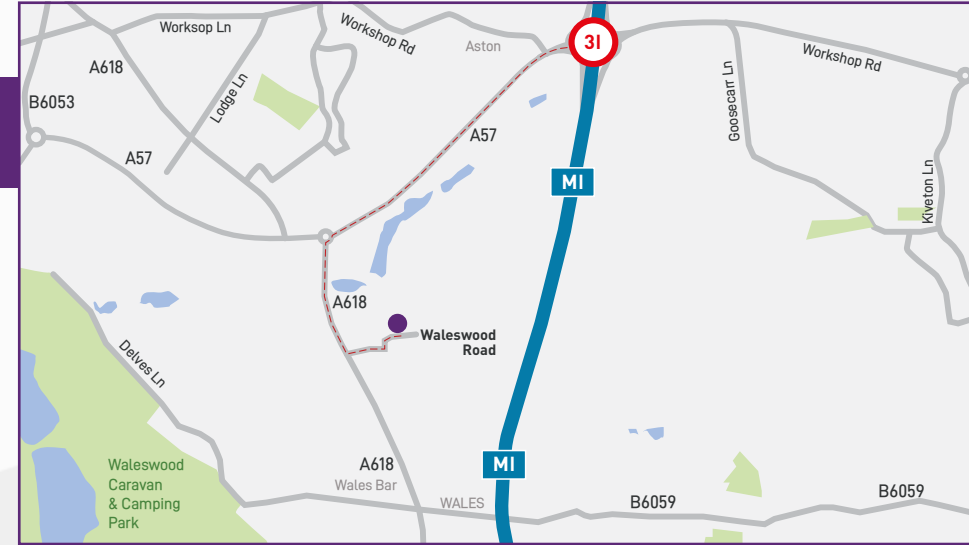 Worksop Ln
Workshop Rd
Aston
31
Workshop Rd
A618
Lodge Ln
Goosecarr Ln
B6053
A57
A57
M1
Kiveton Ln
A618
Waleswood
Road
Delves Ln
Waleswood
Caravan
& Camping
Park
A618
Wales Bar
M1
WALES
B6059
B6059